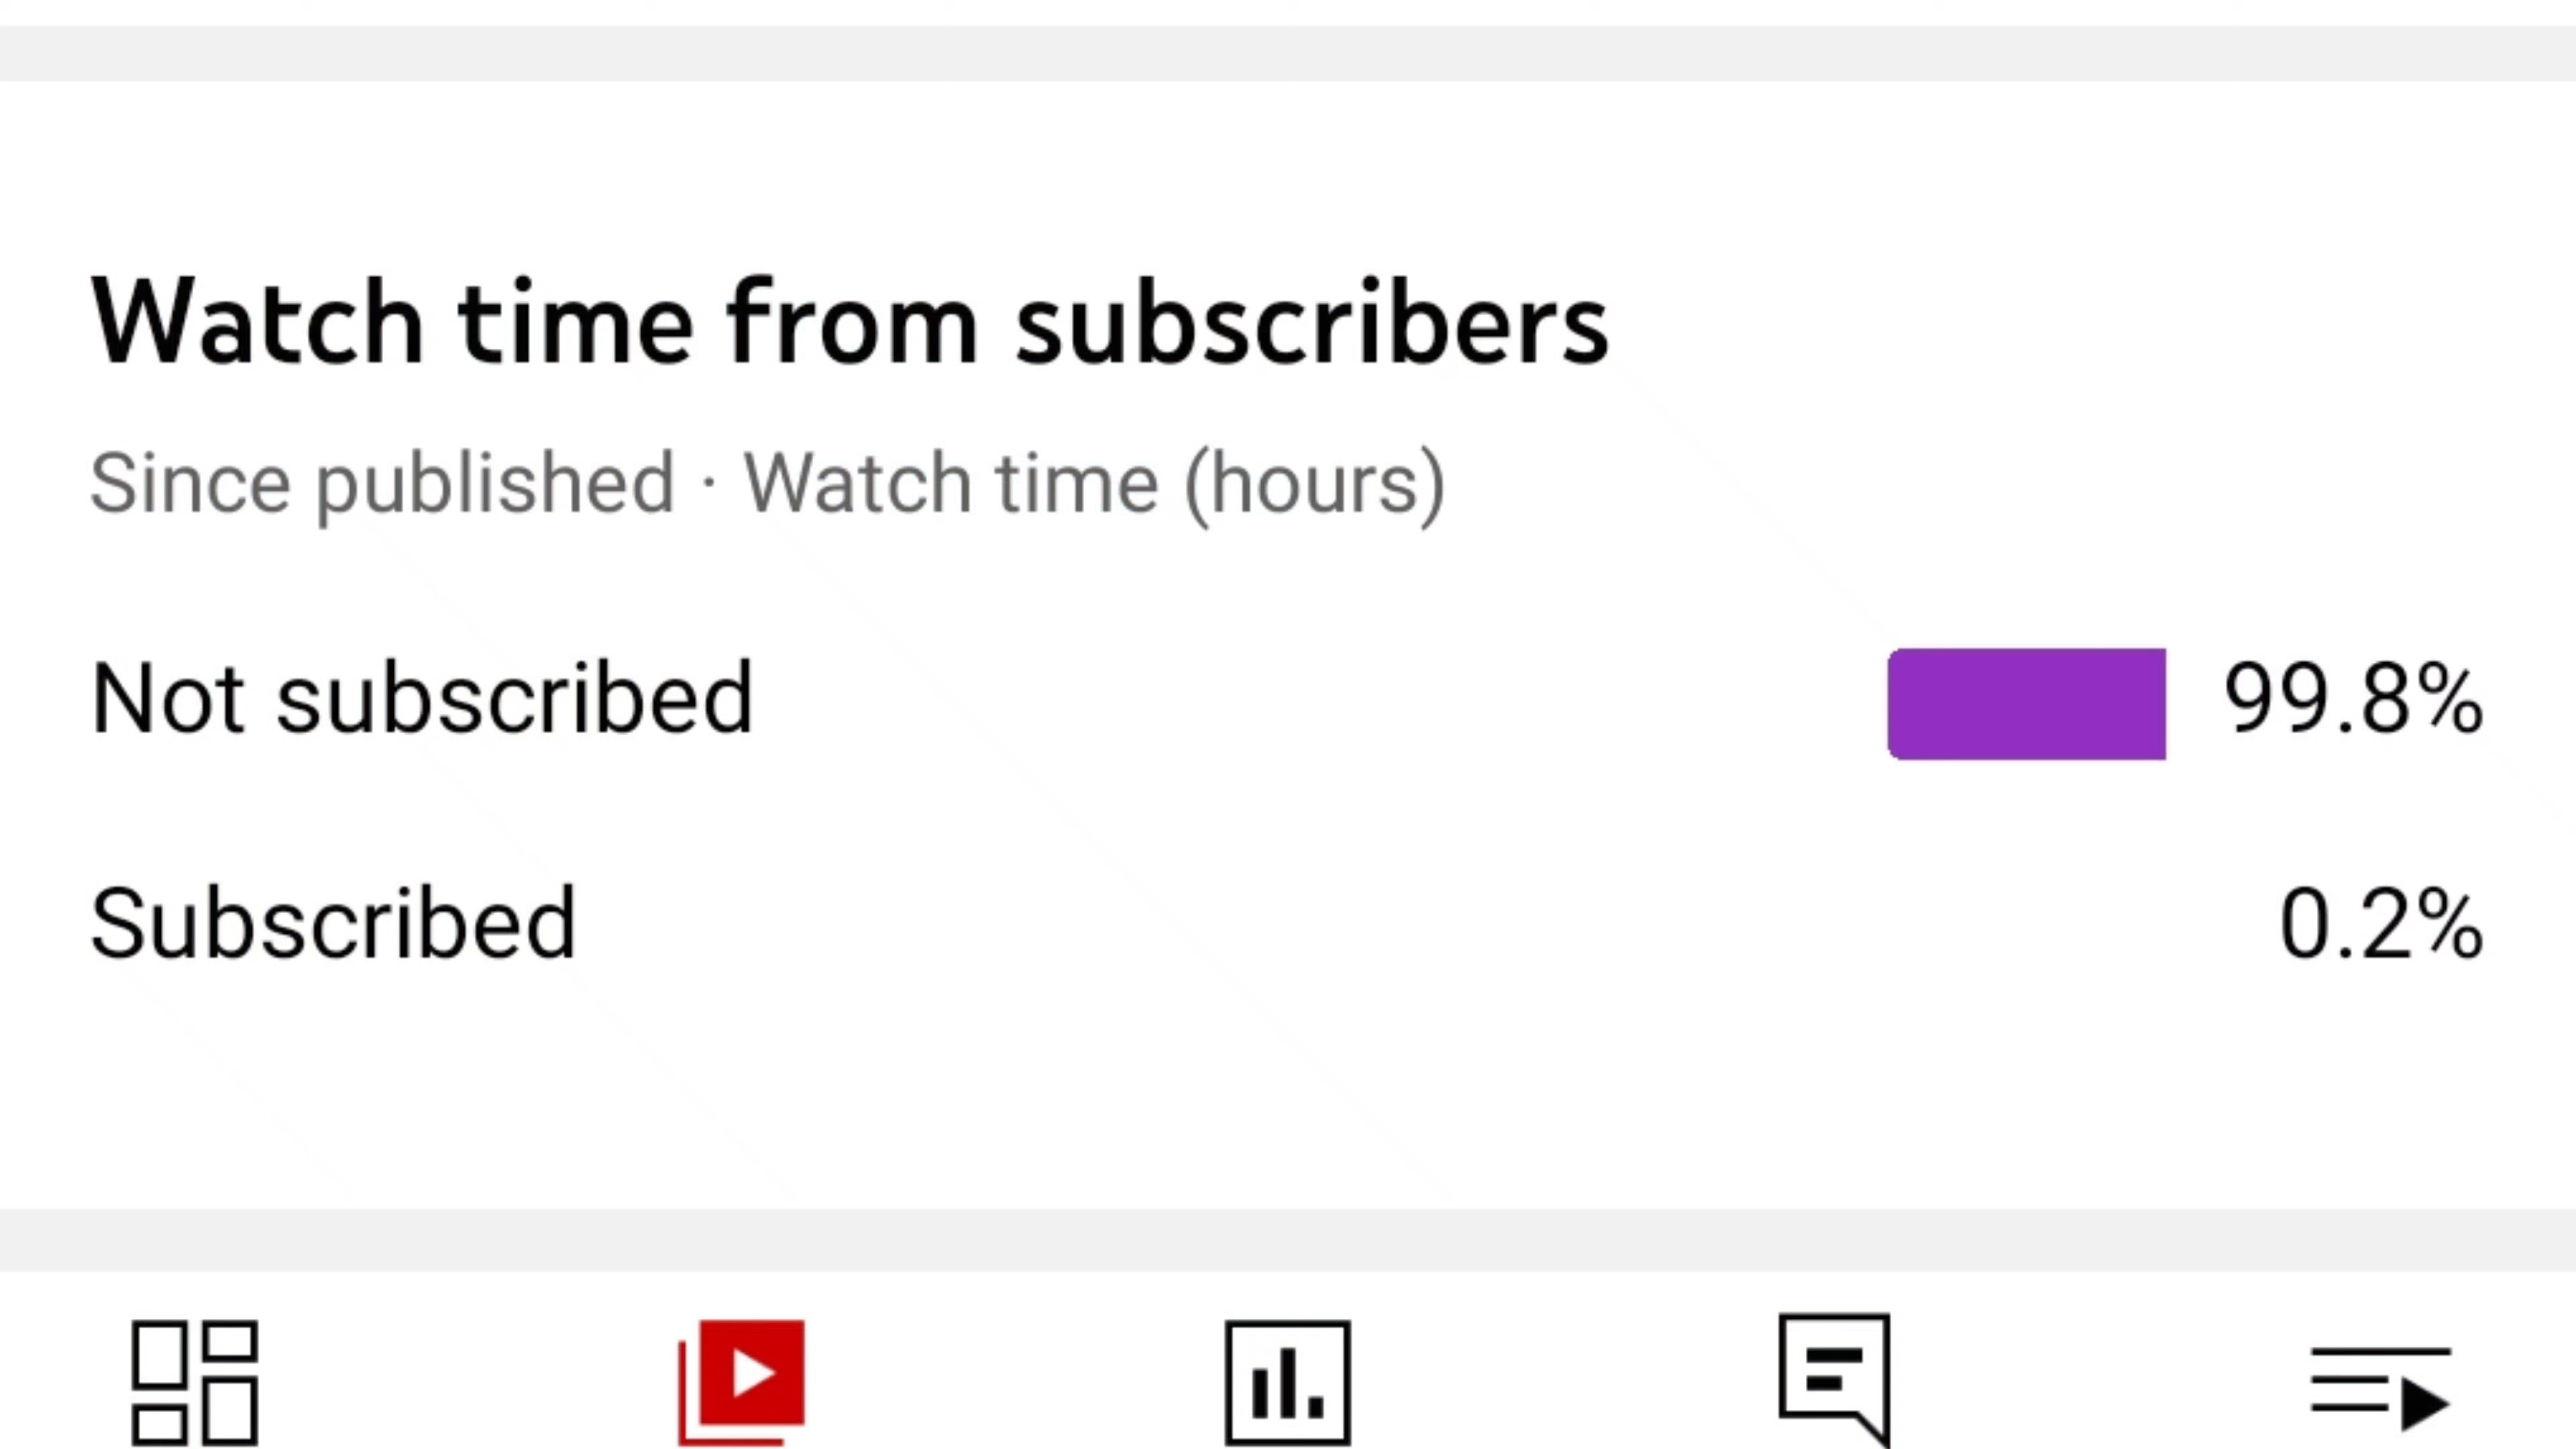 Watch time from subscribers
Since published · Watch time (hours)
Not subscribed 99.8%
Subscribed 0.2%